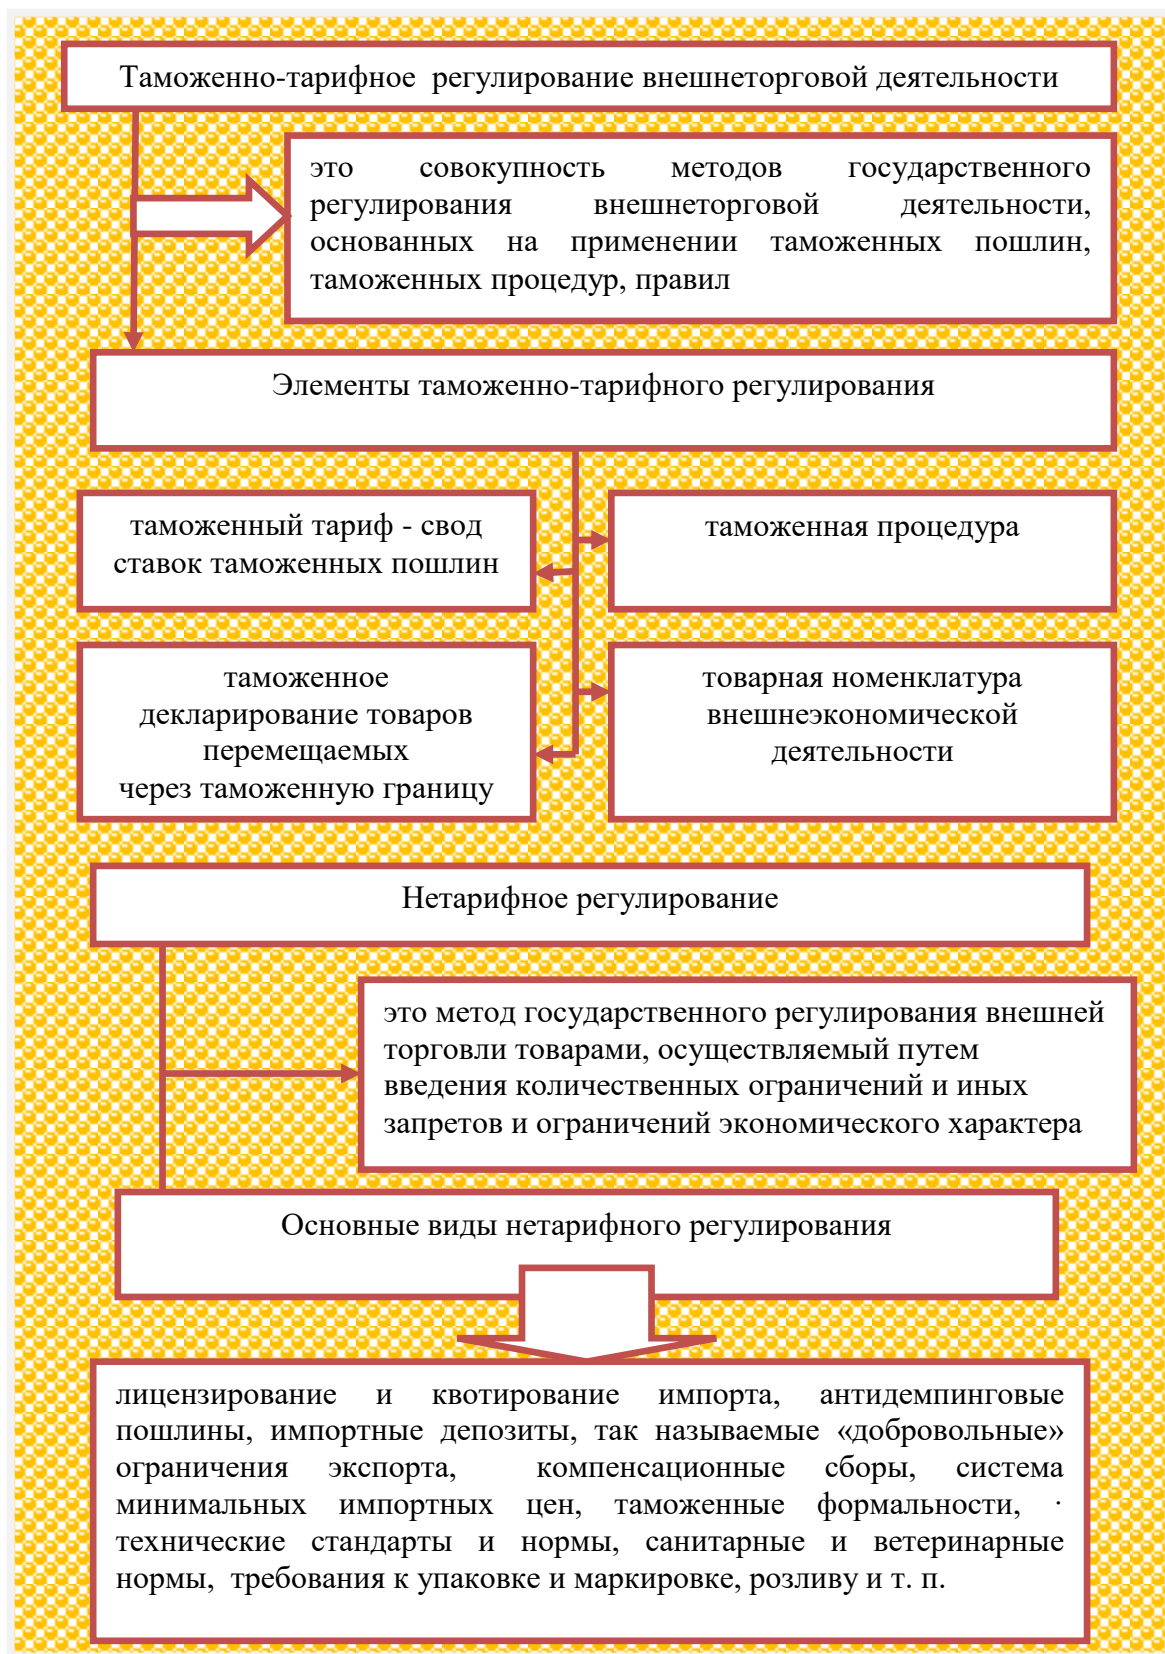 Таможенно-тарифное  регулирование внешнеторговой деятельности
это совокупность методов государственного
регулирования внешнеторговой деятельности,
основанных на применении таможенных пошлин,
таможенных процедур, правил
Элементы таможенно-тарифного регулирования
таможенный тариф - свод
ставок таможенных пошлин
таможенная процедура
таможенное
декларирование товаров
перемещаемых
через таможенную границу
товарная номенклатура
внешнеэкономической
деятельности
Нетарифное регулирование
это метод государственного регулирования внешней
торговли товарами, осуществляемый путем
введения количественных ограничений и иных
запретов и ограничений экономического характера
Основные виды нетарифного регулирования
лицензирование и квотирование импорта, антидемпинговые
пошлины, импортные депозиты, так называемые «добровольные»
ограничения экспорта,  компенсационные сборы, система
минимальных импортных цен, таможенные формальности, ·
технические стандарты и нормы, санитарные и ветеринарные
нормы,  требования к упаковке и маркировке, розливу и т. п.